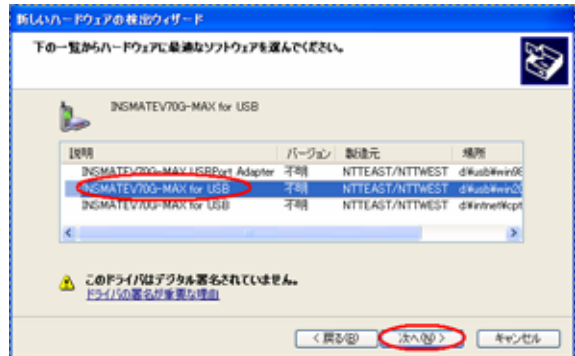 新しいハードウェアの検出ウィザード
下の一覧からハードウェアに最適なソフトウェアを選んでください。
INSMATEV70G-MAX for USB
説明 バージョン 製造元 場所
INSMATEV70G-MAX USBPort Adapter 不明 NTTEAST/NTTWEST d:¥usb¥win98
INSMATEV70G-MAX for USB 不明 NTTEAST/NTTWEST d:¥usb¥win20
INSMATEV70G-MAX for USB 不明 NTTEAST/NTTWEST d:¥intnet¥cpt
このドライバはデジタル署名されていません。
ドライバの署名が重要な理由
< 戻る(B) 次へ(N) > キャンセル